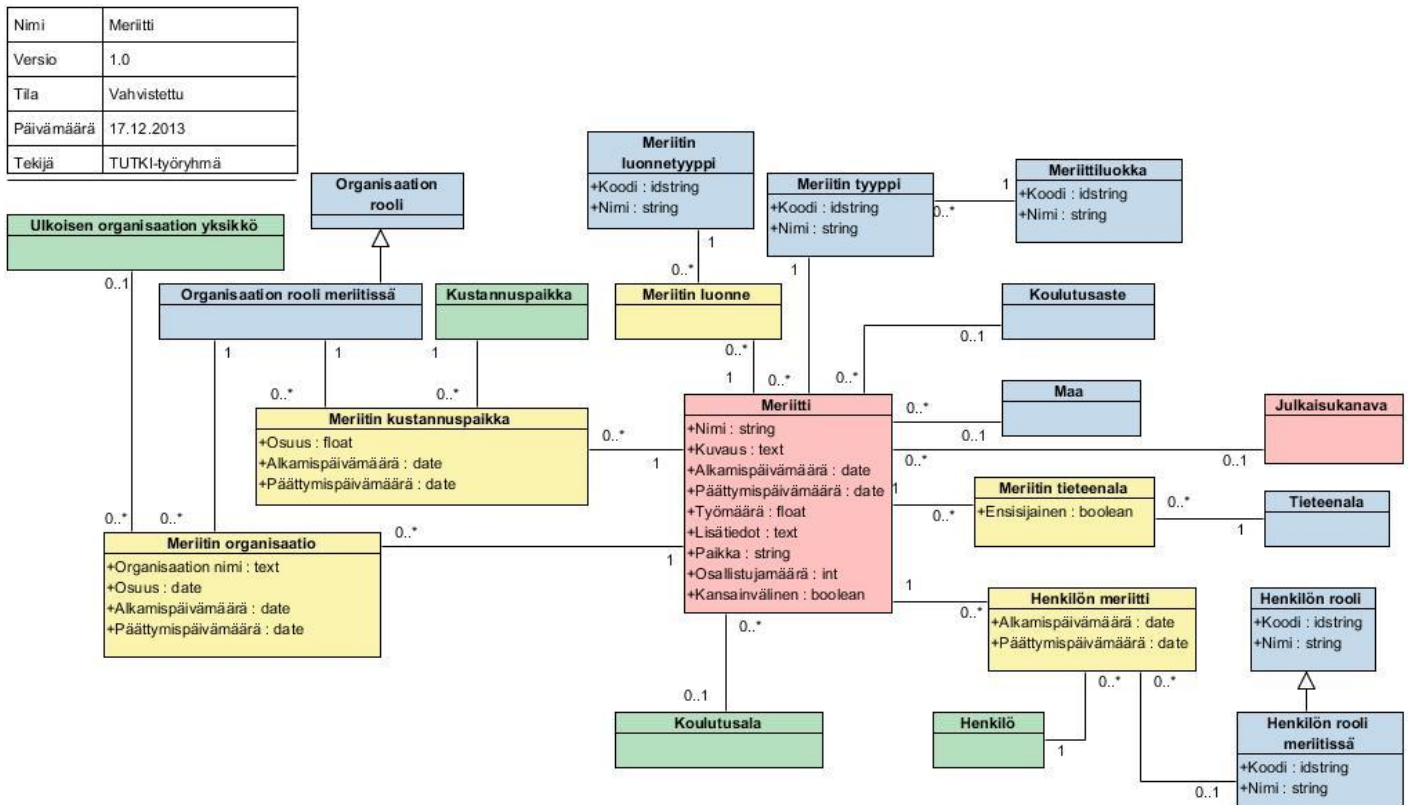 Nimi Meriitti
Versio 1.0
Tila Vahvistettu
Päivämäärä 17.12.2013
Tekijä TUTKI-työryhmä
Organisaation
rooli
Meriitin
luonnetyyppi
+Koodi : idstring
+Nimi : string
Meriitin tyyppi
+Koodi : idstring
+Nimi : string
1
0..*
Meriittiluokka
+Koodi : idstring
+Nimi : string
Ulkoisen organisaation yksikkö
0..1
1
0..*
1
Organisaation rooli meriitissä
Kustannuspaikka
Meriitin luonne
Koulutusaste
0..1
1
1
1
0..*
0..*
0..*
1
0..*
0..*
Meriitin kustannuspaikka
+Osuus : float
+Alkamispäivämäärä : date
+Päättymispäivämäärä : date
0..*
1
Meriitti
+Nimi : string
+Kuvaus : text
+Alkamispäivämäärä : date
+Päättymispäivämäärä : date
+Työmäärä : float
+Lisätiedot : text
+Paikka : string
+Osallistujamäärä : int
+Kansainvälinen : boolean
Maa
0..*
0..1
Julkaisukanava
0..*
0..1
1
0..*
Meriitin tieteenala
+Ensisijainen : boolean
0..*
1
Tieteenala
0..*
0..*
Meriitin organisaatio
+Organisaation nimi : text
+Osuus : date
+Alkamispäivämäärä : date
+Päättymispäivämäärä : date
0..*
1
1
0..*
Henkilön meriitti
+Alkamispäivämäärä : date
+Päättymispäivämäärä : date
Henkilön rooli
+Koodi : idstring
+Nimi : string
0..*
0..1
Koulutusala
0..*
0..*
Henkilö
1
0..1
Henkilön rooli
meriitissä
+Koodi : idstring
+Nimi : string